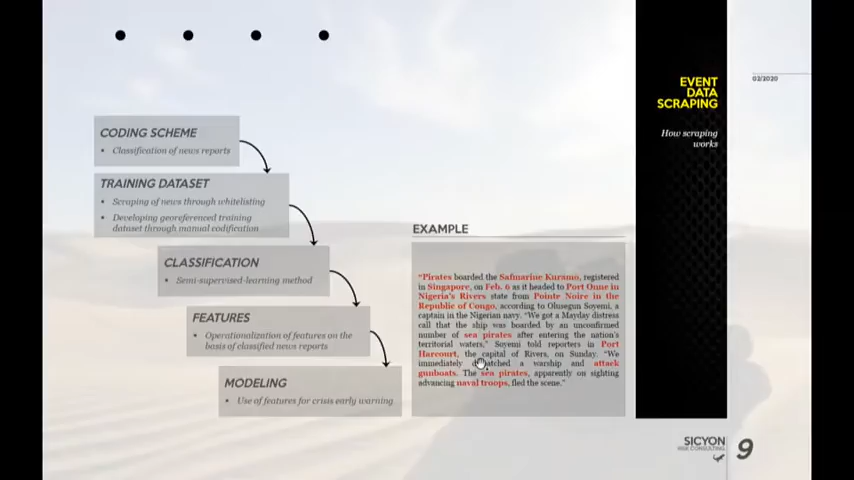 EVENT
DATA
SCRAPING
How scraping
works
02/2020
CODING SCHEME
• Classification of news reports
TRAINING DATASET
• Scraping of news through whitelisting
• Developing georeferenced training
dataset through manual codification
CLASSIFICATION
• Semi-supervised-learning method
FEATURES
• Operationalization of features on the
basis of classified news reports
MODELING
• Use of features for crisis early warning
EXAMPLE
"Pirates boarded the Safmarine Kuramo, registered
in Singapore, on Feb. 6 as it headed to Port Onne in
Nigeria's Rivers state from Pointe Noire in the
Republic of Congo, according to Olusegun Soyemi, a
captain in the Nigerian navy. "We got a Mayday distress
call that the ship was boarded by an unconfirmed
number of sea pirates after entering the nation's
territorial waters," Soyemi told reporters in Port
Harcourt, the capital of Rivers, on Sunday. "We
immediately dispatched a warship and attack
gunboats. The sea pirates, apparently on sighting
advancing naval troops, fled the scene."
SICYON
RISK CONSULTING
9